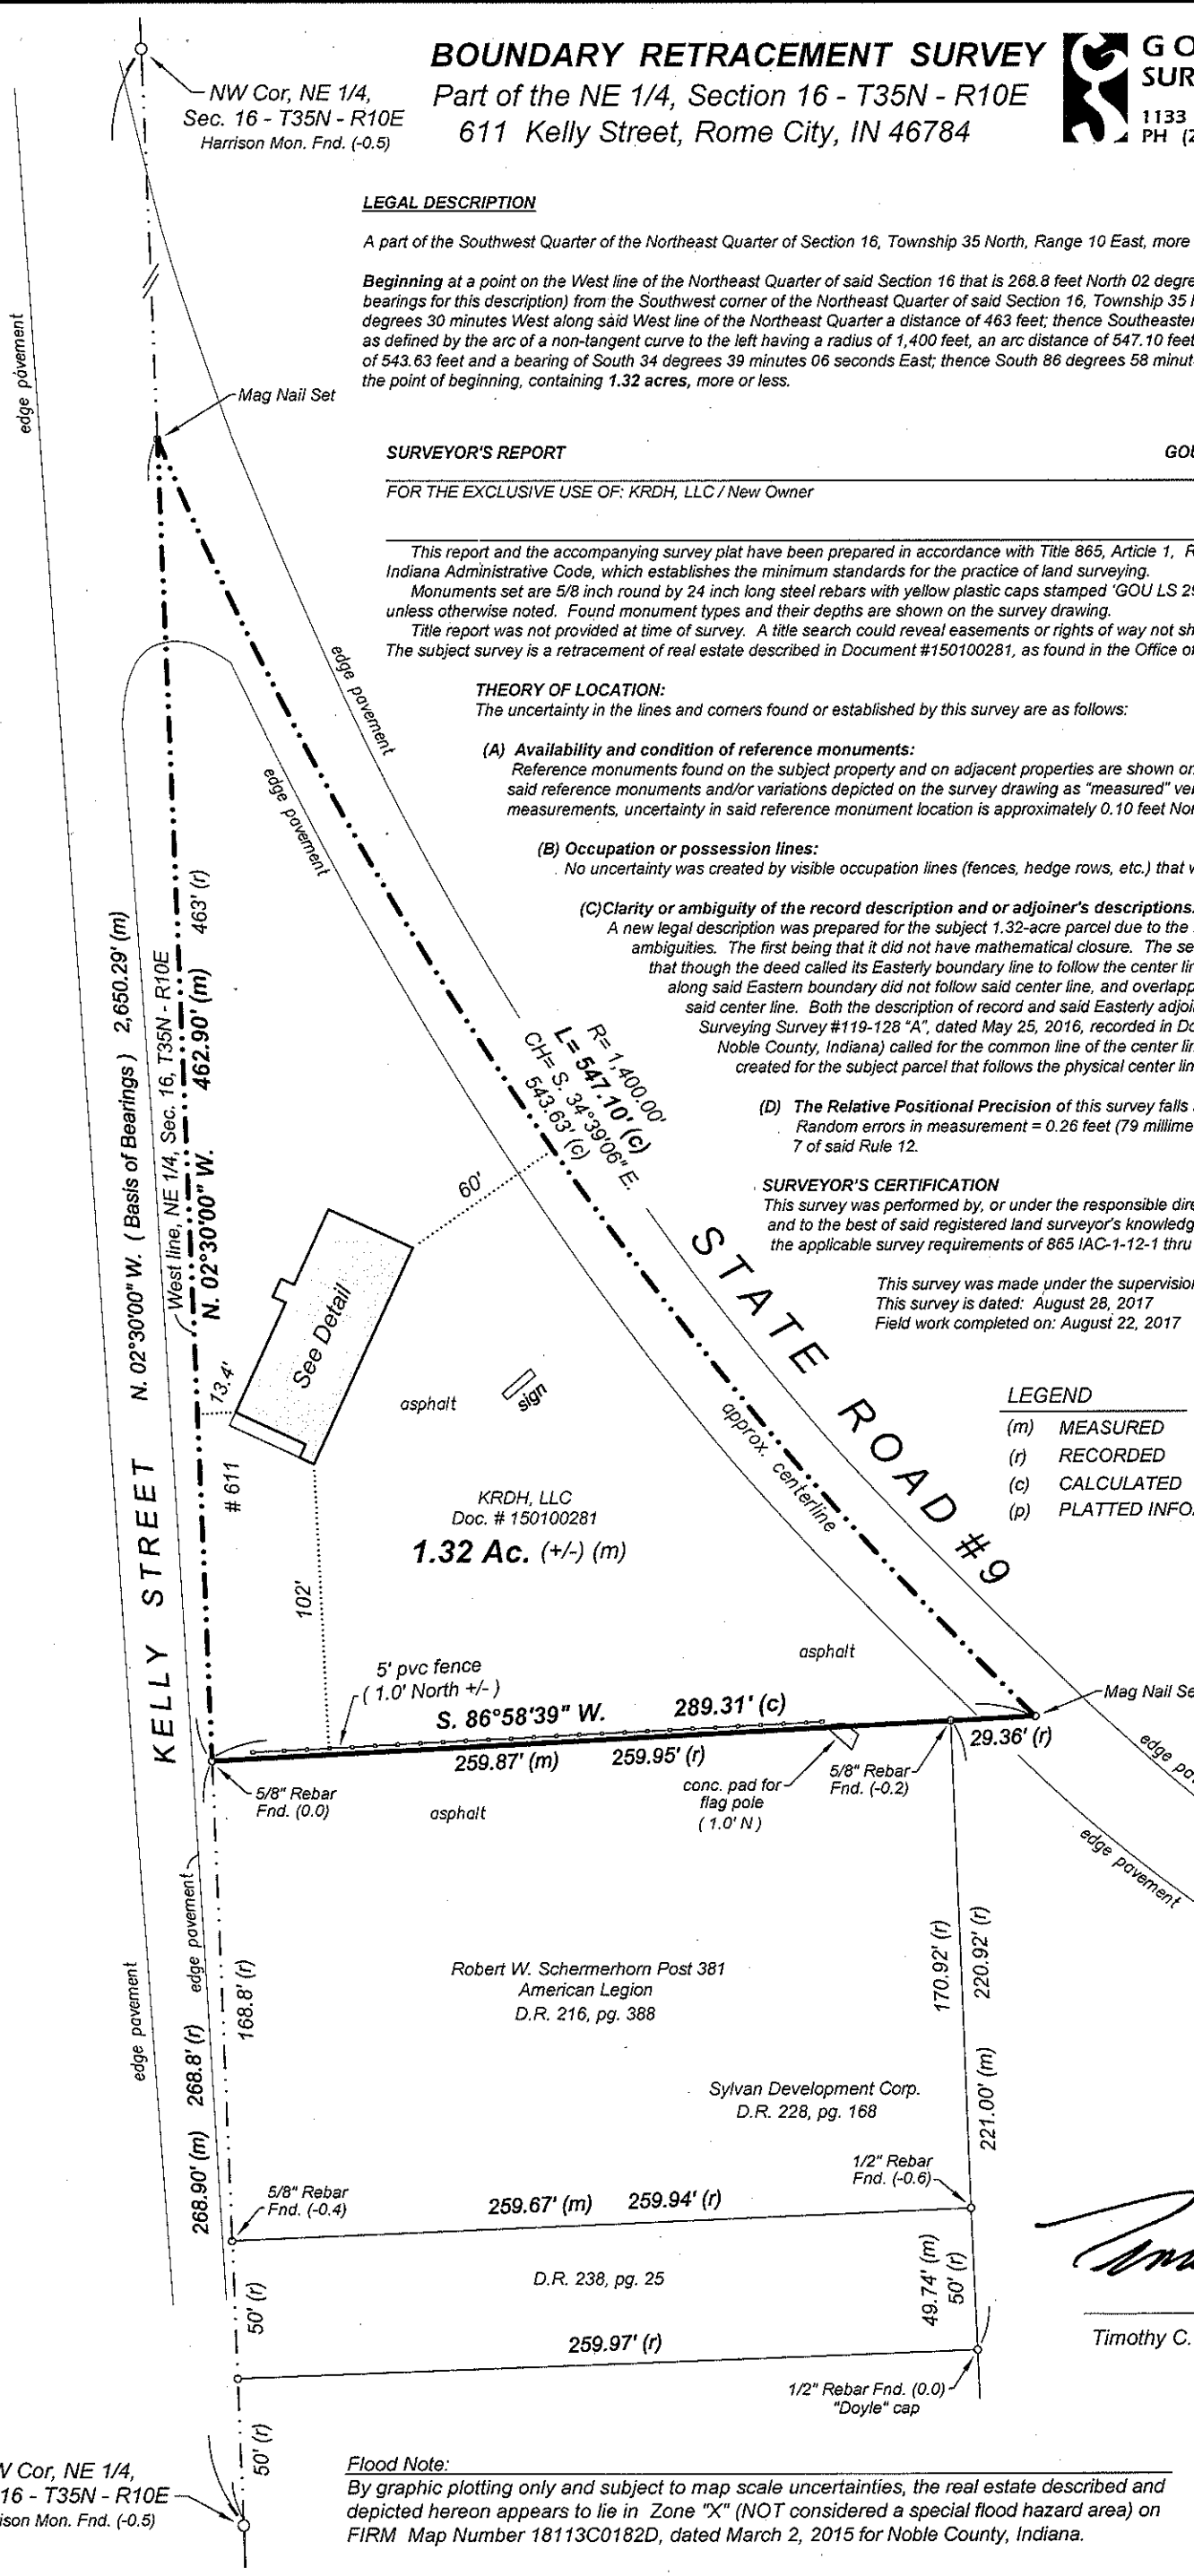 BOUNDARY RETRACEMENT SURVEY
Part of the NE 1/4, Section 16 - T35N - R10E
611 Kelly Street, Rome City, IN 46784
GO
SUR
1133
PH (2
NW Cor, NE 1/4,
Sec. 16 - T35N - R10E
Harrison Mon. Fnd. (-0.5)
LEGAL DESCRIPTION
A part of the Southwest Quarter of the Northeast Quarter of Section 16, Township 35 North, Range 10 East, more
Beginning at a point on the West line of the Northeast Quarter of said Section 16 that is 268.8 feet North 02 degre
bearings for this description) from the Southwest corner of the Northeast Quarter of said Section 16, Township 35
degrees 30 minutes West along said West line of the Northeast Quarter a distance of 463 feet; thence Southeaster
as defined by the arc of a non-tangent curve to the left having a radius of 1,400 feet, an arc distance of 547.10 feet
of 543.63 feet and a bearing of South 34 degrees 39 minutes 06 seconds East; thence South 86 degrees 58 minut
the point of beginning, containing 1.32 acres, more or less.
edge pavement
Mag Nail Set
SURVEYOR'S REPORT
GOU
FOR THE EXCLUSIVE USE OF: KRDH, LLC / New Owner
This report and the accompanying survey plat have been prepared in accordance with Title 865, Article 1, R
Indiana Administrative Code, which establishes the minimum standards for the practice of land surveying.
Monuments set are 5/8 inch round by 24 inch long steel rebars with yellow plastic caps stamped 'GOU LS 29
unless otherwise noted. Found monument types and their depths are shown on the survey drawing.
Title report was not provided at time of survey. A title search could reveal easements or rights of way not sh
The subject survey is a retracement of real estate described in Document #150100281, as found in the Office o
THEORY OF LOCATION:
The uncertainty in the lines and corners found or established by this survey are as follows:
(A) Availability and condition of reference monuments:
Reference monuments found on the subject property and on adjacent properties are shown on
said reference monuments and/or variations depicted on the survey drawing as "measured" ver
measurements, uncertainty in said reference monument location is approximately 0.10 feet Nor
(B) Occupation or possession lines:
No uncertainty was created by visible occupation lines (fences, hedge rows, etc.) that w
(C)Clarity or ambiguity of the record description and or adjoiner's descriptions.
A new legal description was prepared for the subject 1.32-acre parcel due to the
ambiguities. The first being that it did not have mathematical closure. The se
that though the deed called its Easterly boundary line to follow the center lin
along said Eastern boundary did not follow said center line, and overlapp
said center line. Both the description of record and said Easterly adjoi
Surveying Survey #119-128 "A", dated May 25, 2016, recorded in Do
Noble County, Indiana) called for the common line of the center lin
created for the subject parcel that follows the physical center lin
(D) The Relative Positional Precision of this survey falls
Random errors in measurement = 0.26 feet (79 millime
7 of said Rule 12.
SURVEYOR'S CERTIFICATION
This survey was performed by, or under the responsible dire
and to the best of said registered land surveyor's knowledg
the applicable survey requirements of 865 IAC-1-12-1 thru
This survey was made under the supervision
This survey is dated: August 28, 2017
Field work completed on: August 22, 2017
LEGEND
(m) MEASURED
(r) RECORDED
(c) CALCULATED
(p) PLATTED INFO
edge pavement
edge pavement
KELLY STREET
N. 02°30'00" W. ( Basis of Bearings ) 2,650.29' (m)
West line, NE 1/4, Sec. 16, T35N - R10E
N. 02°30'00" W. 462.90' (m) 463' (r)
R= 1,400.00'
L= 547.10' (c)
CH= S. 34°39'06" E.
543.63' (c)
60'
STATE ROAD #9
approx. centerline
See Detail
13.4'
# 611
asphalt
sign
KRDH, LLC
Doc. # 150100281
1.32 Ac. (+/-) (m)
102'
asphalt
5' pvc fence
( 1.0' North +/- )
S. 86°58'39" W. 289.31' (c)
259.87' (m) 259.95' (r)
29.36' (r)
Mag Nail Se
5/8" Rebar
Fnd. (0.0)
asphalt
conc. pad for
flag pole
( 1.0' N )
5/8" Rebar
Fnd. (-0.2)
edge pa
edge pavement
edge pavement
edge pavement
168.8' (r)
268.90' (m) 268.8' (r)
Robert W. Schermerhorn Post 381
American Legion
D.R. 216, pg. 388
170.92' (r)
220.92' (r)
221.00' (m)
Sylvan Development Corp.
D.R. 228, pg. 168
5/8" Rebar
Fnd. (-0.4)
259.67' (m) 259.94' (r)
1/2" Rebar
Fnd. (-0.6)
D.R. 238, pg. 25
50' (r)
49.74' (m)
50' (r)
259.97' (r)
1/2" Rebar Fnd. (0.0)
"Doyle" cap
50' (r)
Timothy C.
W Cor, NE 1/4,
16 - T35N - R10E
ison Mon. Fnd. (-0.5)
Flood Note:
By graphic plotting only and subject to map scale uncertainties, the real estate described and
depicted hereon appears to lie in Zone "X" (NOT considered a special flood hazard area) on
FIRM Map Number 18113C0182D, dated March 2, 2015 for Noble County, Indiana.